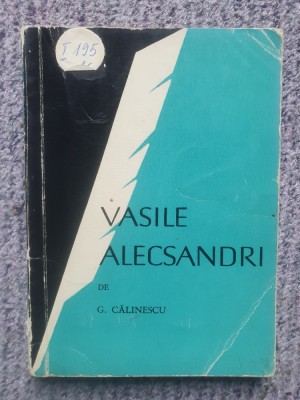 T 195
VASILE
ALECSANDRI
DE
G. CĂLINESCU